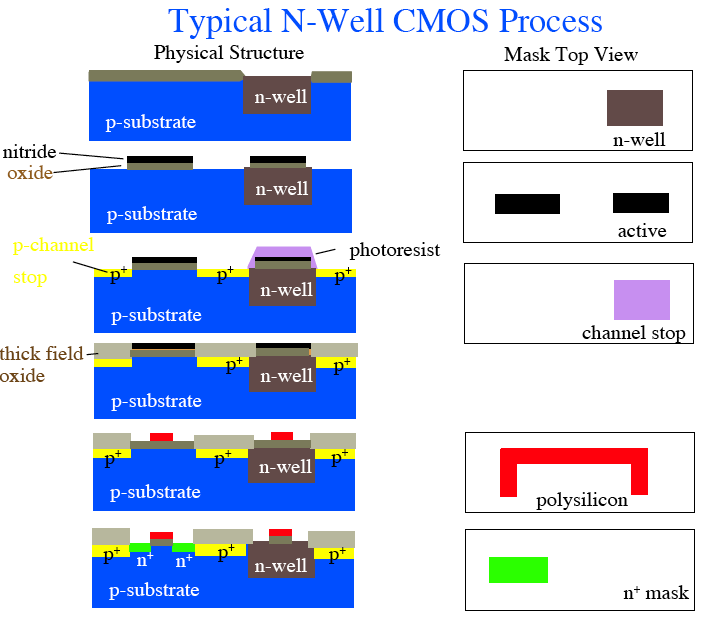 Typical N-Well CMOS Process
Physical Structure
Mask Top View
n-well
p-substrate
n-well
nitride
oxide
n-well
p-substrate
active
p-channel
stop
p+
p+
p+
photoresist
n-well
p-substrate
channel stop
thick field
oxide
p+
p+
n-well
p-substrate
p+
p+
p+
n-well
p-substrate
polysilicon
p+
n+
n+
p+
p+
n-well
p-substrate
n+ mask